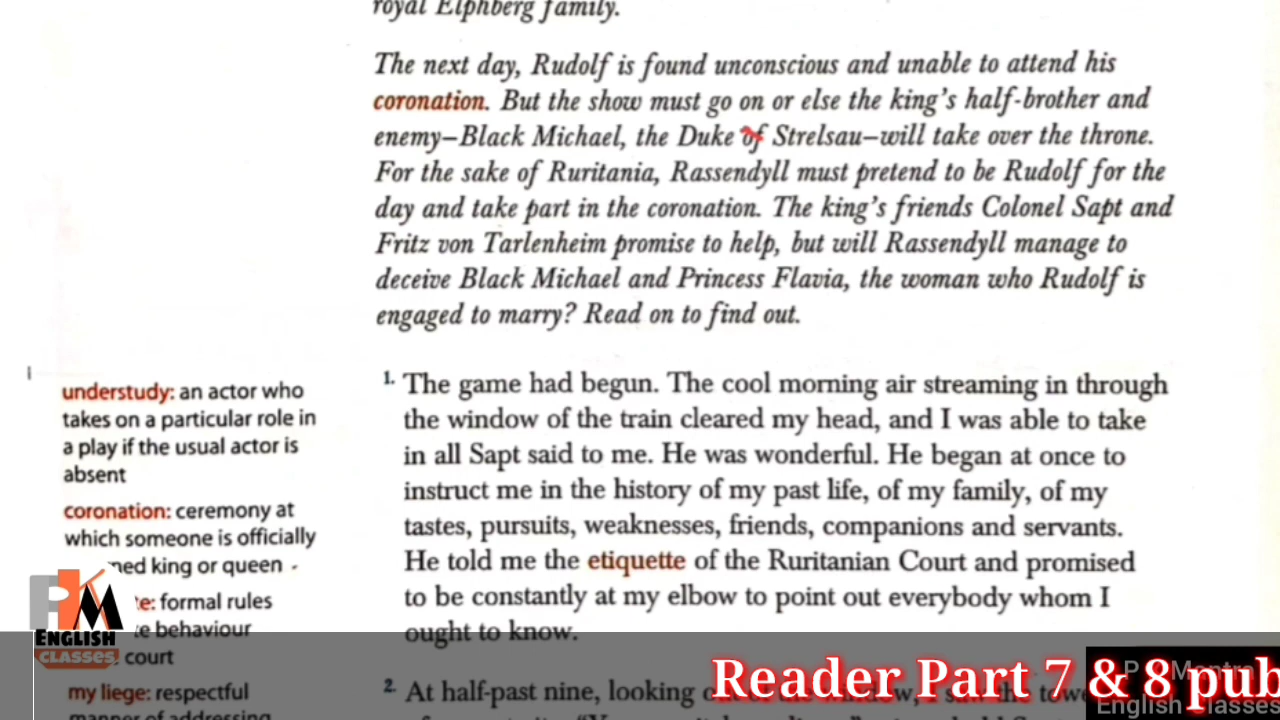 royal Elphberg family.
The next day, Rudolf is found unconscious and unable to attend his
coronation. But the show must go on or else the king's half-brother and
enemy—Black Michael, the Duke of Strelsau—will take over the throne.
For the sake of Ruritania, Rassendyll must pretend to be Rudolf for the
day and take part in the coronation. The king's friends Colonel Sapt and
Fritz von Tarlenheim promise to help, but will Rassendyll manage to
deceive Black Michael and Princess Flavia, the woman who Rudolf is
engaged to marry? Read on to find out.
understudy: an actor who
takes on a particular role in
a play if the usual actor is
absent
coronation: ceremony at
which someone is officially
king or queen
formal rules
behaviour
court
my liege: respectful
manner of addressing
1. The game had begun. The cool morning air streaming in through
the window of the train cleared my head, and I was able to take
in all Sapt said to me. He was wonderful. He began at once to
instruct me in the history of my past life, of my family, of my
tastes, pursuits, weaknesses, friends, companions and servants.
He told me the etiquette of the Ruritanian Court and promised
to be constantly at my elbow to point out everybody whom I
ought to know.
2 At half-past nine, looking
PKM
ENGLISH
CLASSES
Reader Part 7 & 8 pub
English Classes